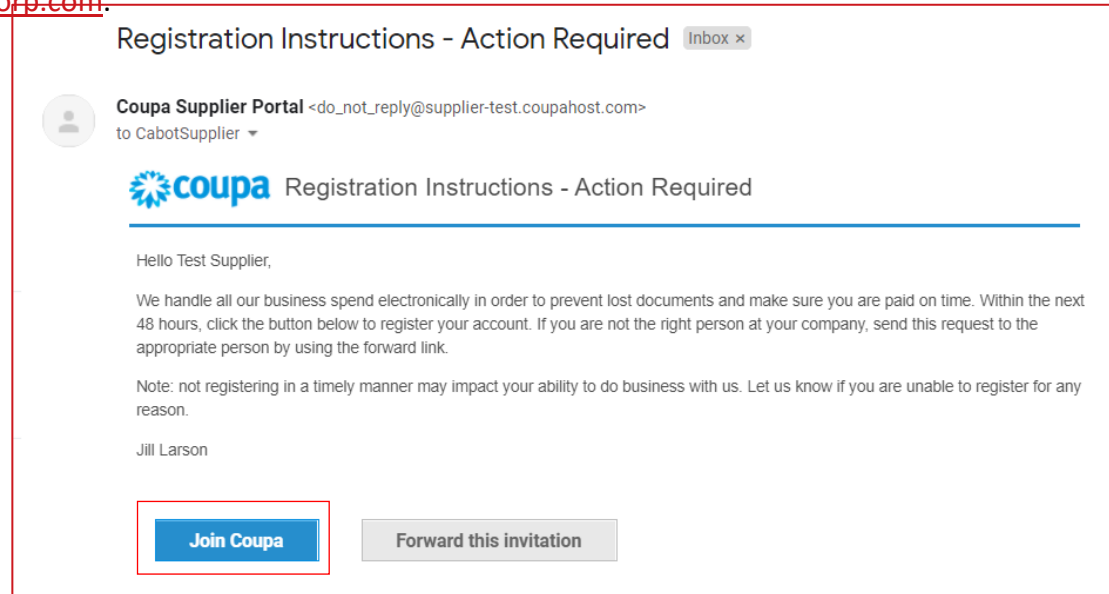 orp.com.
Registration Instructions - Action Required Inbox ×
Coupa Supplier Portal <do_not_reply@supplier-test.coupahost.com>
to CabotSupplier
coupa Registration Instructions - Action Required
Hello Test Supplier,
We handle all our business spend electronically in order to prevent lost documents and make sure you are paid on time. Within the next
48 hours, click the button below to register your account. If you are not the right person at your company, send this request to the
appropriate person by using the forward link.
Note: not registering in a timely manner may impact your ability to do business with us. Let us know if you are unable to register for any
reason.
Jill Larson
Join Coupa Forward this invitation